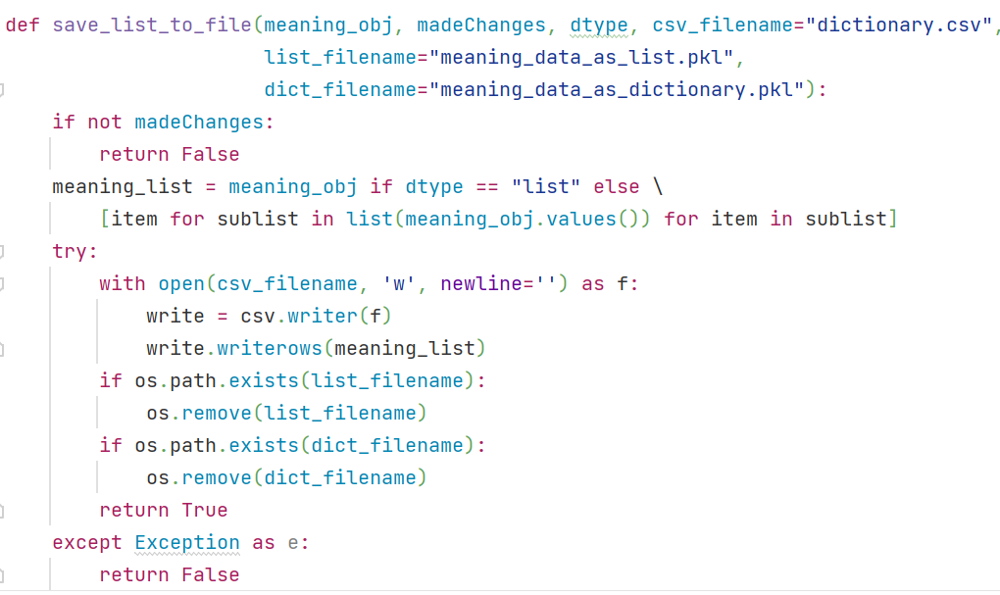 def save_list_to_file(meaning_obj, madeChanges, dtype, csv_filename="dictionary.csv",
                      list_filename="meaning_data_as_list.pkl",
                      dict_filename="meaning_data_as_dictionary.pkl"):
    if not madeChanges:
        return False
    meaning_list = meaning_obj if dtype == "list" else \
        [item for sublist in list(meaning_obj.values()) for item in sublist]
    try:
        with open(csv_filename, 'w', newline='') as f:
            write = csv.writer(f)
            write.writerows(meaning_list)
        if os.path.exists(list_filename):
            os.remove(list_filename)
        if os.path.exists(dict_filename):
            os.remove(dict_filename)
        return True
    except Exception as e:
        return False